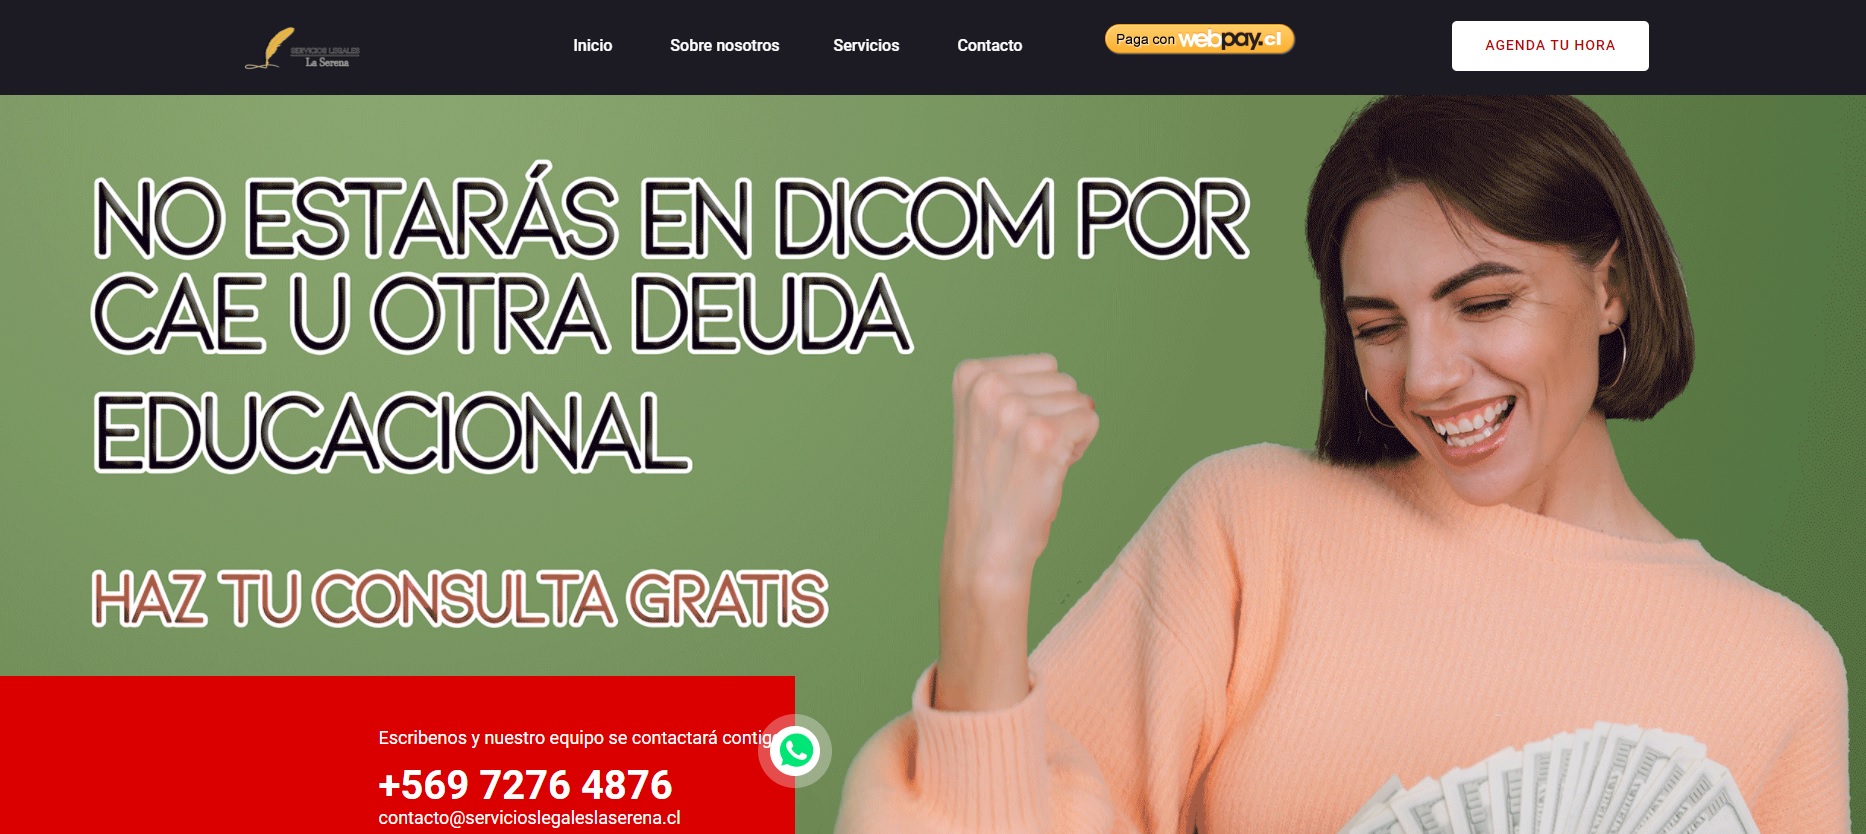 SERVICIOS LEGALES
La Serena
Inicio
Sobre nosotros
Servicios
Contacto
Paga con webpay.cl
AGENDA TU HORA
NO ESTARÁS EN DICOM POR
CAE U OTRA DEUDA
EDUCACIONAL
HAZ TU CONSULTA GRATIS
Escribenos y nuestro equipo se contactará contigo
+569 7276 4876
contacto@servicioslegaleslaserena.cl